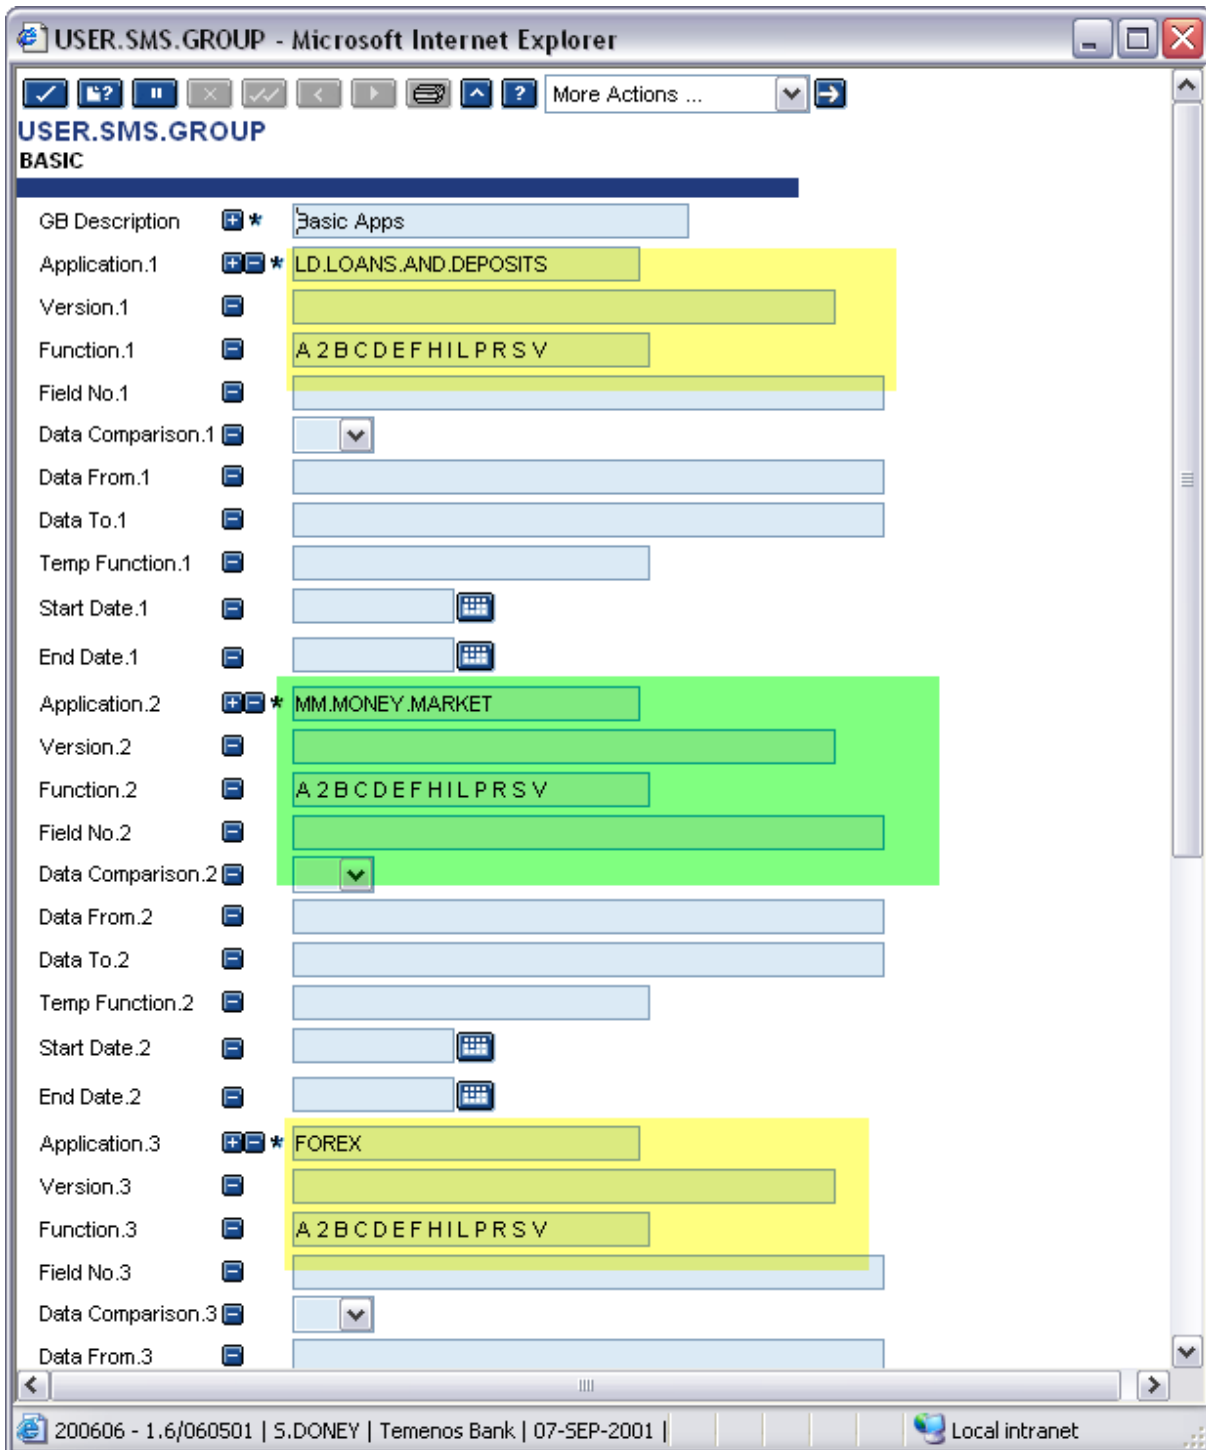 USER.SMS.GROUP - Microsoft Internet Explorer
More Actions ...
USER.SMS.GROUP
BASIC
GB Description * Basic Apps
Application.1 * LD.LOANS.AND.DEPOSITS
Version.1
Function.1 A 2 B C D E F H I L P R S V
Field No.1
Data Comparison.1
Data From.1
Data To.1
Temp Function.1
Start Date.1
End Date.1
Application.2 * MM.MONEY.MARKET
Version.2
Function.2 A 2 B C D E F H I L P R S V
Field No.2
Data Comparison.2
Data From.2
Data To.2
Temp Function.2
Start Date.2
End Date.2
Application.3 * FOREX
Version.3
Function.3 A 2 B C D E F H I L P R S V
Field No.3
Data Comparison.3
Data From.3
200606 - 1.6/060501 | S.DONEY | Temenos Bank | 07-SEP-2001 | Local intranet